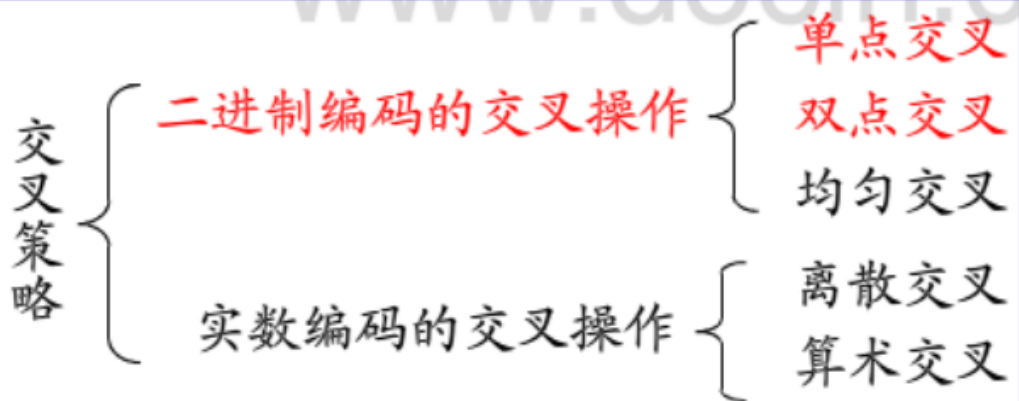 单点交叉
二进制编码的交叉操作
双点交叉
均匀交叉
交叉策略
离散交叉
实数编码的交叉操作
算术交叉